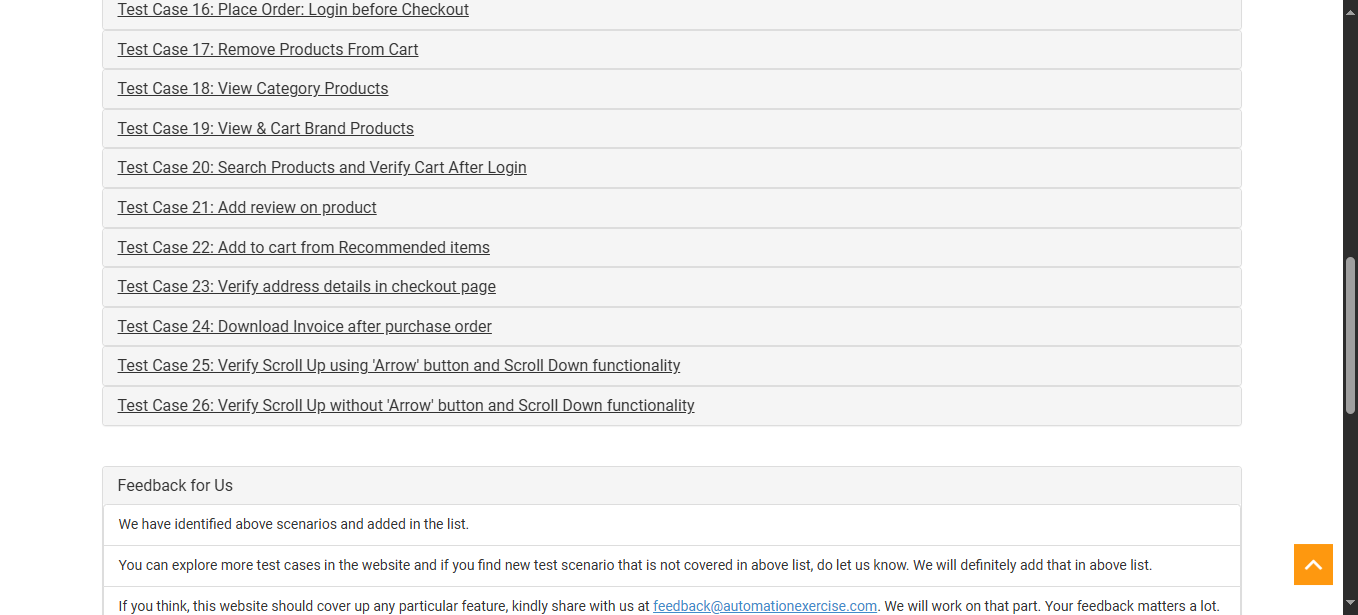 Test Case 16: Place Order: Login before Checkout
Test Case 17: Remove Products From Cart
Test Case 18: View Category Products
Test Case 19: View & Cart Brand Products
Test Case 20: Search Products and Verify Cart After Login
Test Case 21: Add review on product
Test Case 22: Add to cart from Recommended items
Test Case 23: Verify address details in checkout page
Test Case 24: Download Invoice after purchase order
Test Case 25: Verify Scroll Up using 'Arrow' button and Scroll Down functionality
Test Case 26: Verify Scroll Up without 'Arrow' button and Scroll Down functionality
Feedback for Us
We have identified above scenarios and added in the list.
You can explore more test cases in the website and if you find new test scenario that is not covered in above list, do let us know. We will definitely add that in above list.
If you think, this website should cover up any particular feature, kindly share with us at feedback@automationexercise.com. We will work on that part. Your feedback matters a lot.